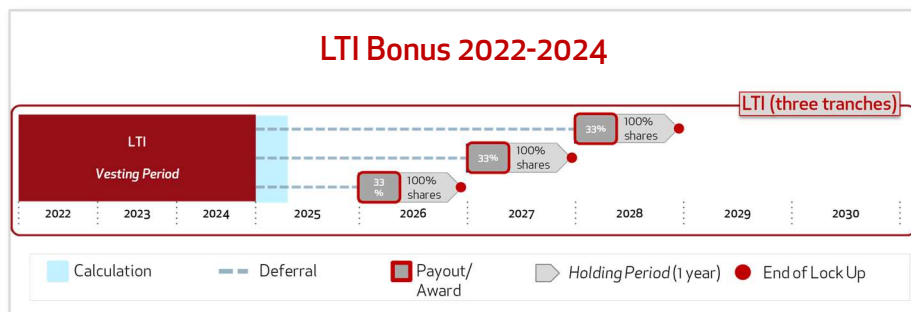 LTI Bonus 2022-2024
LTI (three tranches)
LTI
Vesting Period
33%
100%
shares
33%
100%
shares
33
%
100%
shares
2022 2023 2024 2025 2026 2027 2028 2029 2030
Calculation
Deferral
Payout/
Award
Holding Period (1 year)
End of Lock Up